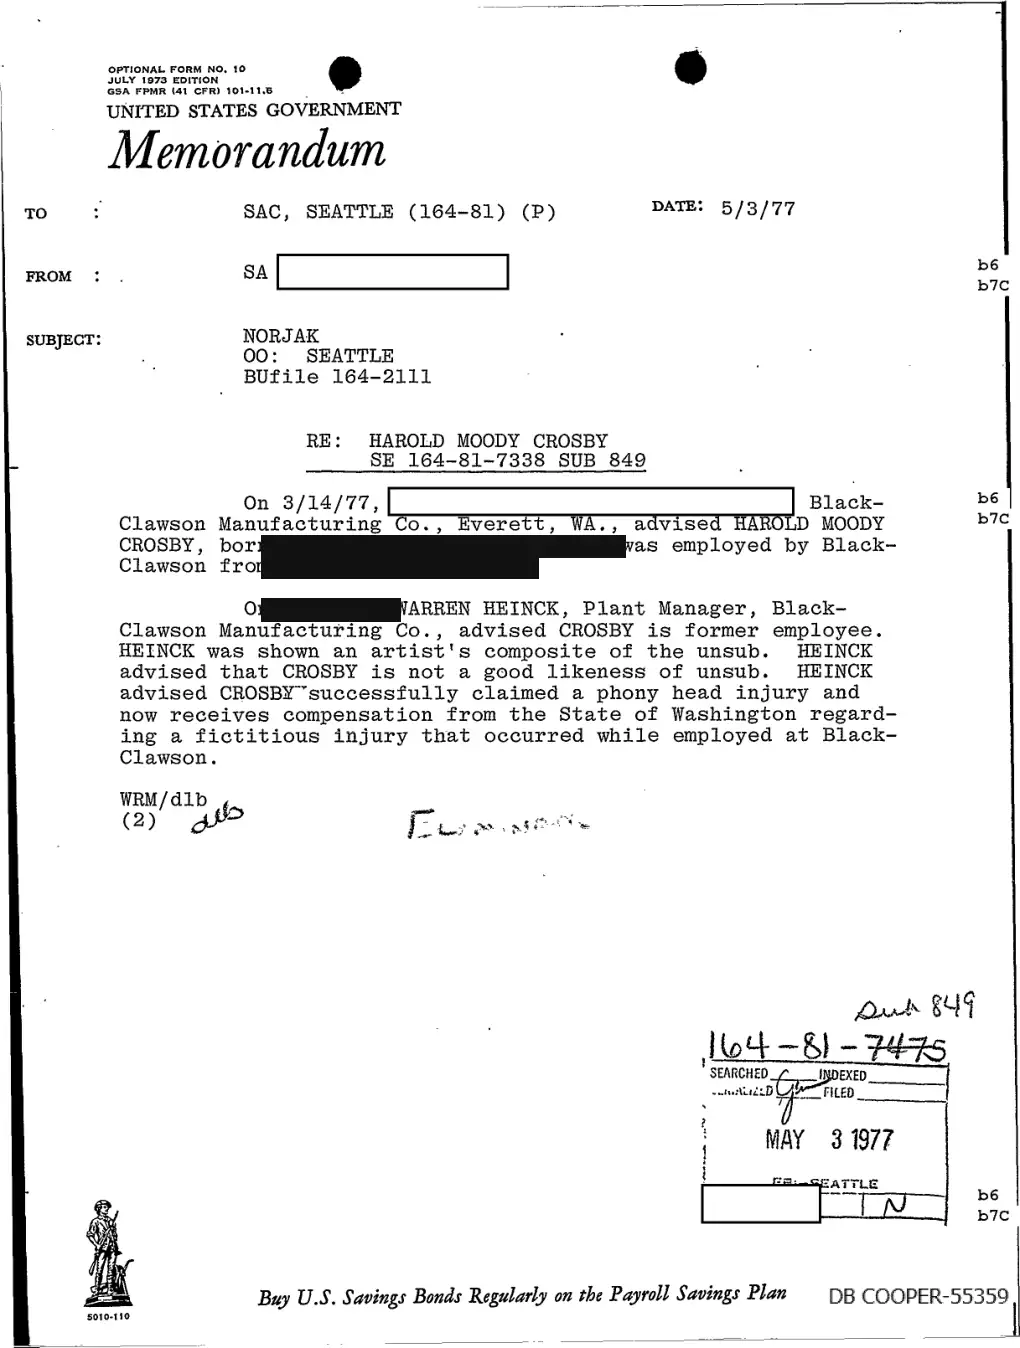 OPTIONAL FORM NO. 10
JULY 1973 EDITION
GSA FPMR (41 CFR) 101-11.6
UNITED STATES GOVERNMENT
Memorandum
TO : SAC, SEATTLE (164-81) (P) DATE: 5/3/77
FROM : SA b6
b7C
SUBJECT: NORJAK
OO: SEATTLE
BUfile 164-2111
RE: HAROLD MOODY CROSBY
SE 164-81-7338 SUB 849
On 3/14/77, Black- b6
Clawson Manufacturing Co., Everett, WA., advised HAROLD MOODY b7C
CROSBY, born was employed by Black-
Clawson from
WARREN HEINCK, Plant Manager, Black-
Clawson Manufacturing Co., advised CROSBY is former employee.
HEINCK was shown an artist's composite of the unsub. HEINCK
advised that CROSBY is not a good likeness of unsub. HEINCK
advised CROSBY successfully claimed a phony head injury and
now receives compensation from the State of Washington regard-
ing a fictitious injury that occurred while employed at Black-
Clawson.
WRM/dlb
(2) dlb
Sub 849
164-81-7475
SEARCHED INDEXED
FILED
MAY 3 1977
SEATTLE
N b6
b7C
5010-110
Buy U.S. Savings Bonds Regularly on the Payroll Savings Plan
DB COOPER-55359